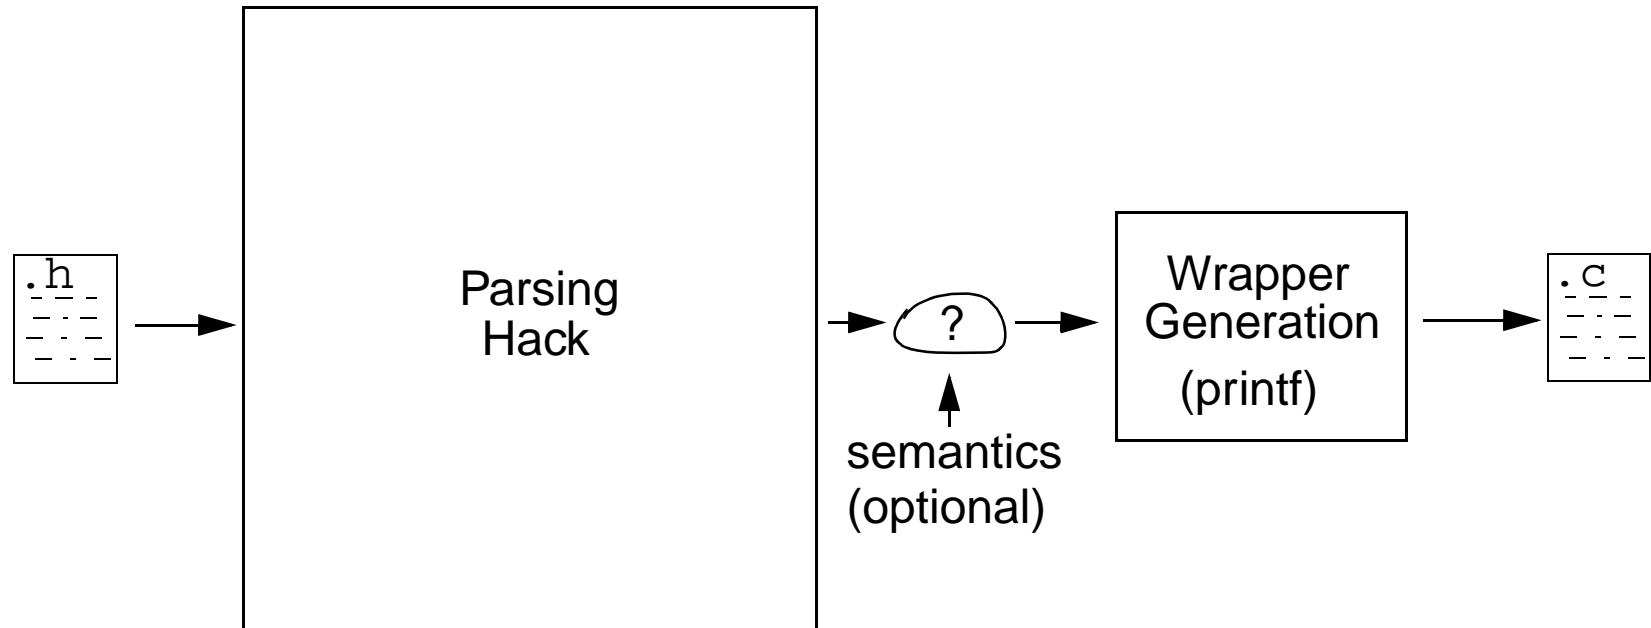 .h
Parsing
Hack
?
semantics
(optional)
Wrapper
Generation
(printf)
.c